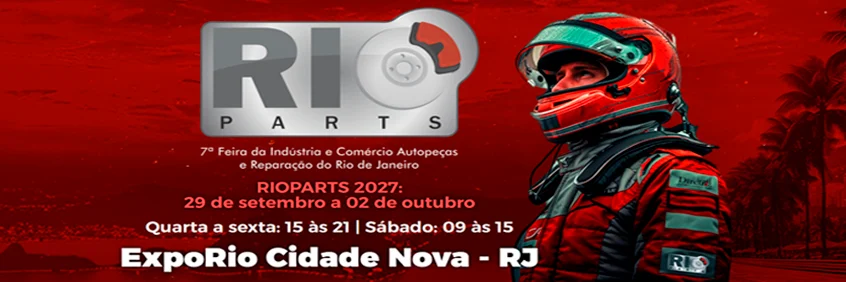 RIO
PARTS
7ª Feira da Indústria e Comércio Autopeças
e Reparação do Rio de Janeiro
RIOPARTS 2027:
29 de setembro a 02 de outubro
Quarta a sexta: 15 às 21 | Sábado: 09 às 15
ExpoRio Cidade Nova - RJ
RIO